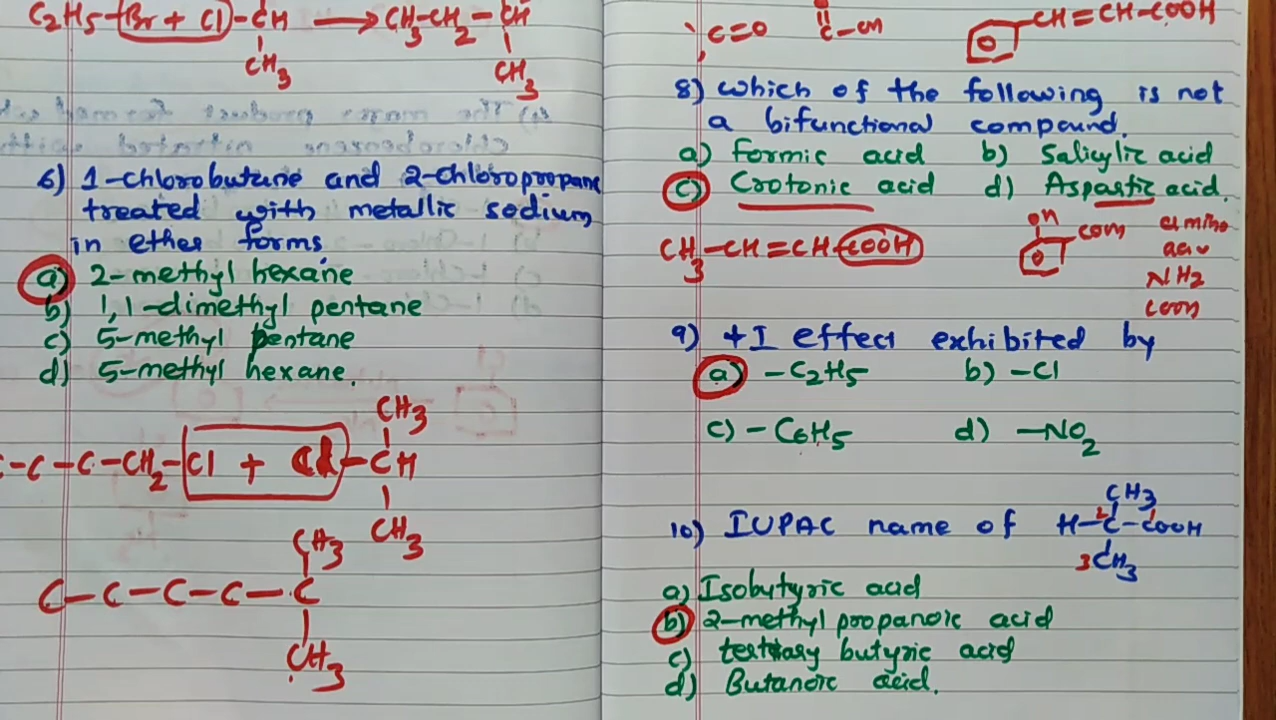 C2H5-Br + Cl-CH → CH3-CH2-CH
CH3 CH3
6) 1-chlorobutane and 2-chloropropane
treated with metallic sodium
in ether forms
a) 2-methyl hexane
b) 1,1-dimethyl pentane
c) 5-methyl pentane
d) 5-methyl hexane.
CH3
-C-C-C-CH2-Cl + Cl-CH
CH3
CH3
C-C-C-C-C
CH3
C=O C-OH CH=CH-COOH
8) which of the following is not
a bifunctional compound.
a) Formic acid b) Salicylic acid
c) Crotonic acid d) Aspartic acid.
OH
CH3-CH=CH-COOH COOH amino
acid
NH2
COOH
9) +I effect exhibited by
a) -C2H5 b) -Cl
c) -C6H5 d) -NO2
CH3
10) IUPAC name of H-2C-1COOH
3CH3
a) Isobutyric acid
b) 2-methyl propanoic acid
c) tertiary butyric acid
d) Butanoic acid.